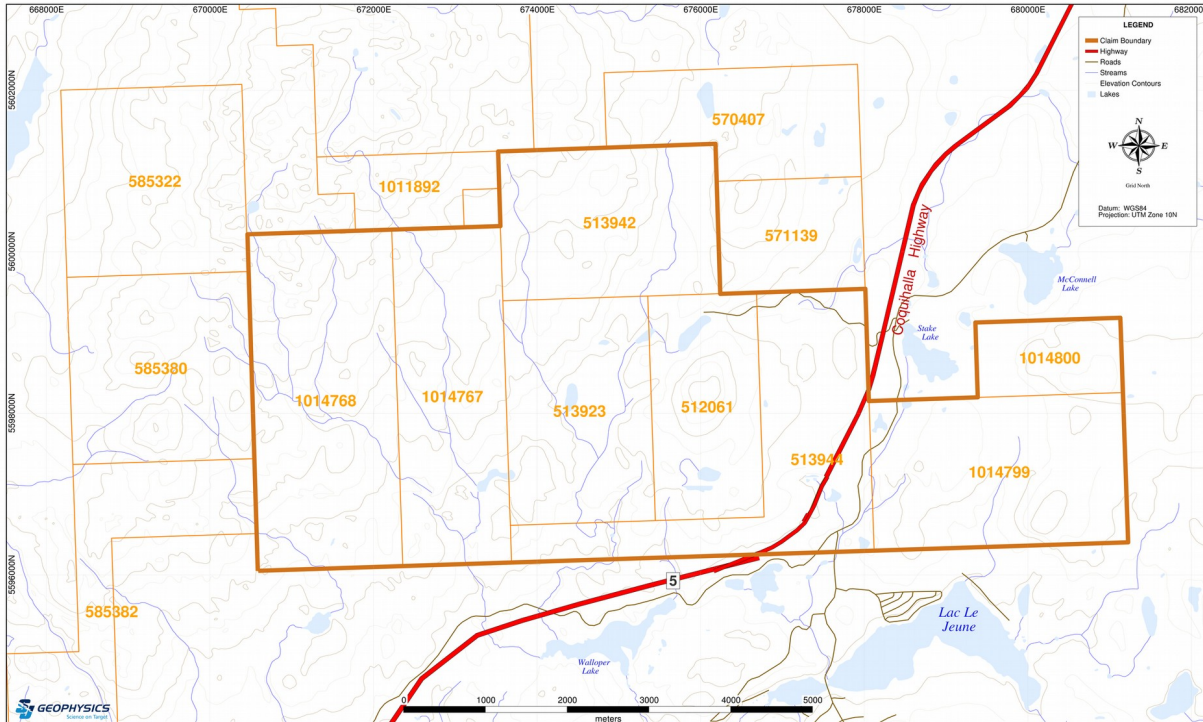 668000E
670000E
672000E
674000E
676000E
678000E
680000E
682000
5602000N
5600000N
5598000N
5596000N
LEGEND
Claim Boundary
Highway
Roads
Streams
Elevation Contours
Lakes
N
W
E
S
Grid North
Datum: WGS84
Projection: UTM Zone 10N
570407
585322
1011892
513942
571139
Coquihalla Highway
McConnell
Lake
Stake
Lake
1014800
585380
1014768
1014767
513923
512061
513944
1014799
5
585382
Lac Le
Jeune
Walloper
Lake
GEOPHYSICS
Science on Target
0
1000
2000
3000
4000
5000
meters